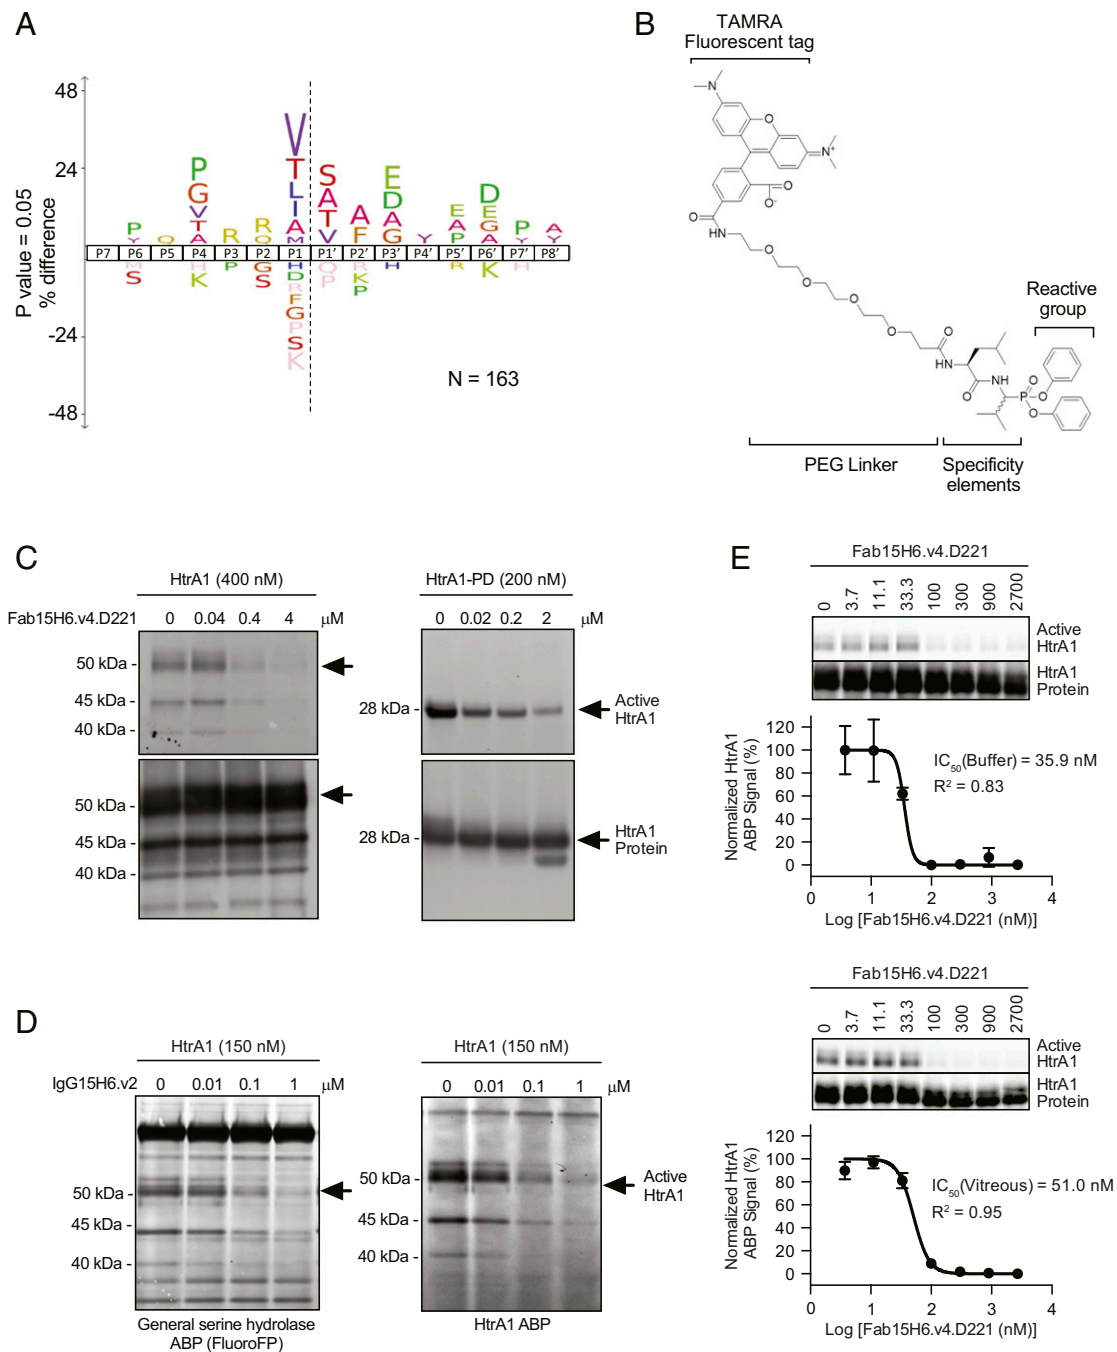 A
48
24
-24
-48
P value = 0.05
% difference
P
Y
Q
P
G
V
T
A
R
R
Q
V
T
L
I
A
M
S
A
T
V
A
F
E
D
A
G
Y
E
A
P
D
E
G
A
P
Y
A
Y
P7 P6 P5 P4 P3 P2 P1 P1' P2' P3' P4' P5' P6' P7' P8'
M
S
H
K
P
G
S
H
D
R
F
G
P
S
K
Q
P
R
K
P
H
R
K
H
N = 163
B
TAMRA
Fluorescent tag
N
O
N+
O
O-
O
HN
O
O
O
O
O
HN
O
NH
O
P
O
O
Reactive
group
PEG Linker
Specificity
elements
C
HtrA1 (400 nM)
Fab15H6.v4.D221 0 0.04 0.4 4 μM
50 kDa -
45 kDa -
40 kDa -
50 kDa -
45 kDa -
40 kDa -
HtrA1-PD (200 nM)
0 0.02 0.2 2 μM
28 kDa -
Active
HtrA1
28 kDa -
HtrA1
Protein
D
HtrA1 (150 nM)
IgG15H6.v2 0 0.01 0.1 1 μM
50 kDa -
45 kDa -
40 kDa -
General serine hydrolase
ABP (FluoroFP)
HtrA1 (150 nM)
0 0.01 0.1 1 μM
50 kDa -
45 kDa -
40 kDa -
Active
HtrA1
HtrA1 ABP
E
Fab15H6.v4.D221
0 3.7 11.1 33.3 100 300 900 2700
Active
HtrA1
HtrA1
Protein
Normalized HtrA1
ABP Signal (%)
120
100
80
60
40
20
0
IC50(Buffer) = 35.9 nM
R2 = 0.83
0 1 2 3 4
Log [Fab15H6.v4.D221 (nM)]
Fab15H6.v4.D221
0 3.7 11.1 33.3 100 300 900 2700
Active
HtrA1
HtrA1
Protein
Normalized HtrA1
ABP Signal (%)
120
100
80
60
40
20
0
IC50(Vitreous) = 51.0 nM
R2 = 0.95
0 1 2 3 4
Log [Fab15H6.v4.D221 (nM)]